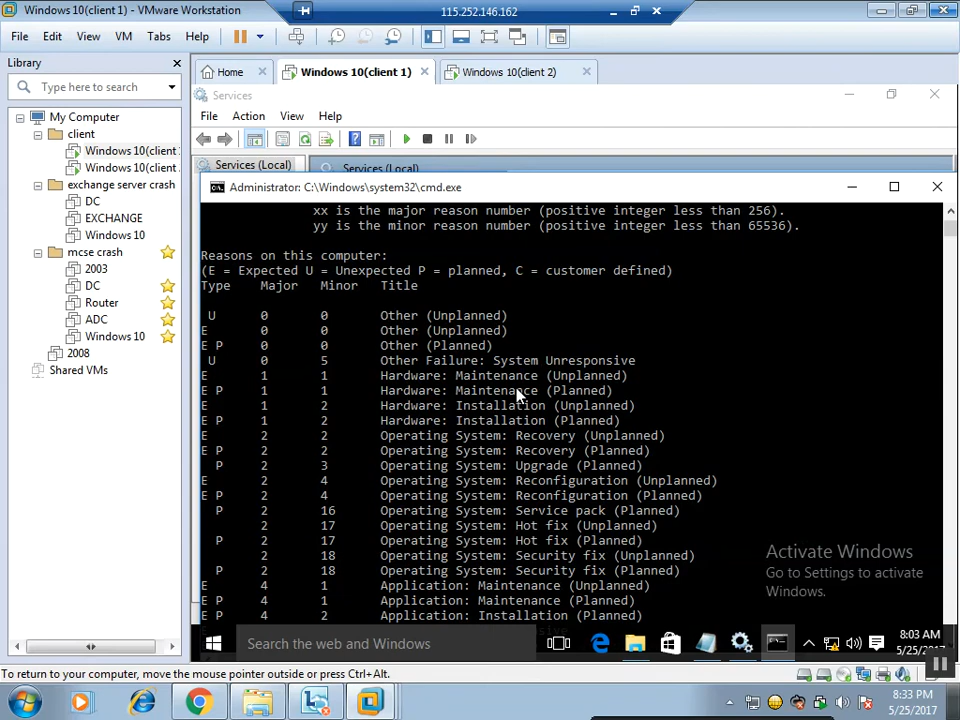 Windows 10(client 1) - VMware Workstation
115.252.146.162
File Edit View VM Tabs Help
Library
Type here to search
My Computer
client
Windows 10(client
Windows 10(client
exchange server crash
DC
EXCHANGE
Windows 10
mcse crash
2003
DC
Router
ADC
Windows 10
2008
Shared VMs
Home
Windows 10(client 1)
Windows 10(client 2)
Services
File Action View Help
Services (Local)
Services (Local)
Administrator: C:\Windows\system32\cmd.exe
xx is the major reason number (positive integer less than 256).
yy is the minor reason number (positive integer less than 65536).
Reasons on this computer:
(E = Expected U = Unexpected P = planned, C = customer defined)
Type Major Minor Title
U 0 0 Other (Unplanned)
E 0 0 Other (Unplanned)
E P 0 0 Other (Planned)
U 0 5 Other Failure: System Unresponsive
E 1 1 Hardware: Maintenance (Unplanned)
E P 1 1 Hardware: Maintenance (Planned)
E 1 2 Hardware: Installation (Unplanned)
E P 1 2 Hardware: Installation (Planned)
E 2 2 Operating System: Recovery (Unplanned)
E P 2 2 Operating System: Recovery (Planned)
P 2 3 Operating System: Upgrade (Planned)
E 2 4 Operating System: Reconfiguration (Unplanned)
E P 2 4 Operating System: Reconfiguration (Planned)
P 2 16 Operating System: Service pack (Planned)
2 17 Operating System: Hot fix (Unplanned)
P 2 17 Operating System: Hot fix (Planned)
2 18 Operating System: Security fix (Unplanned)
P 2 18 Operating System: Security fix (Planned)
E 4 1 Application: Maintenance (Unplanned)
E P 4 1 Application: Maintenance (Planned)
E P 4 2 Application: Installation (Planned)
Activate Windows
Go to Settings to activate
Windows.
Search the web and Windows
8:03 AM
5/25/2017
To return to your computer, move the mouse pointer outside or press Ctrl+Alt.
8:33 PM
5/25/2017